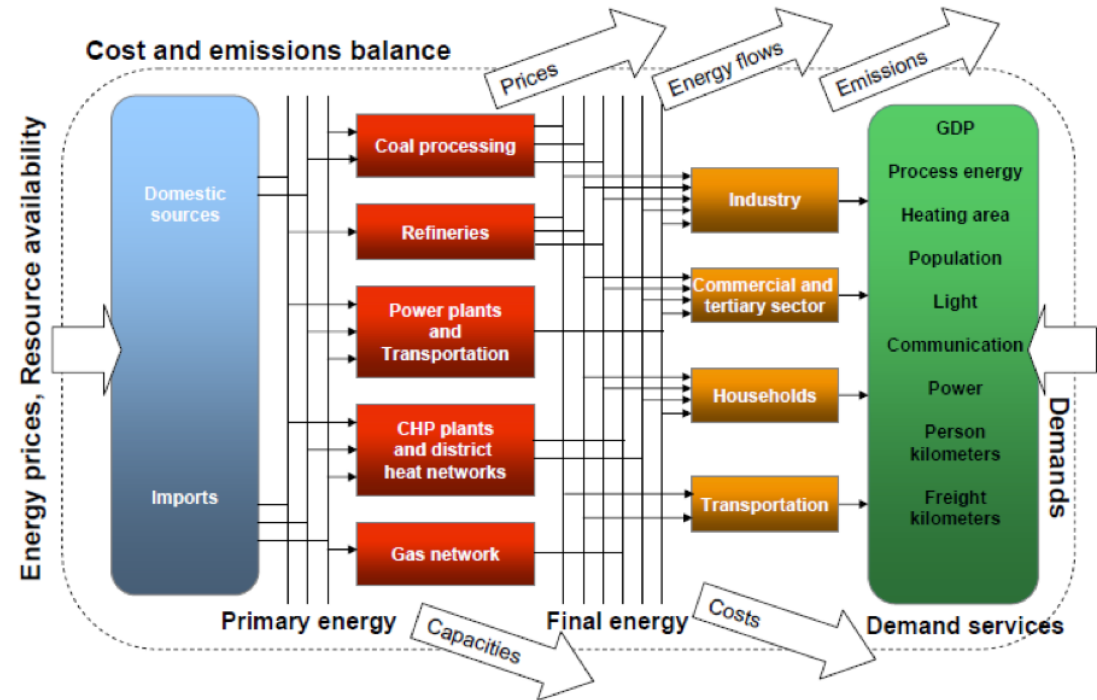 Cost and emissions balance
Prices
Energy flows
Emissions
Energy prices, Resource availability
Domestic
sources
Imports
Coal processing
Refineries
Power plants
and
Transportation
CHP plants
and district
heat networks
Gas network
Industry
Commercial and
tertiary sector
Households
Transportation
GDP
Process energy
Heating area
Population
Light
Communication
Power
Person
kilometers
Freight
kilometers
Demands
Primary energy
Capacities
Final energy
Costs
Demand services